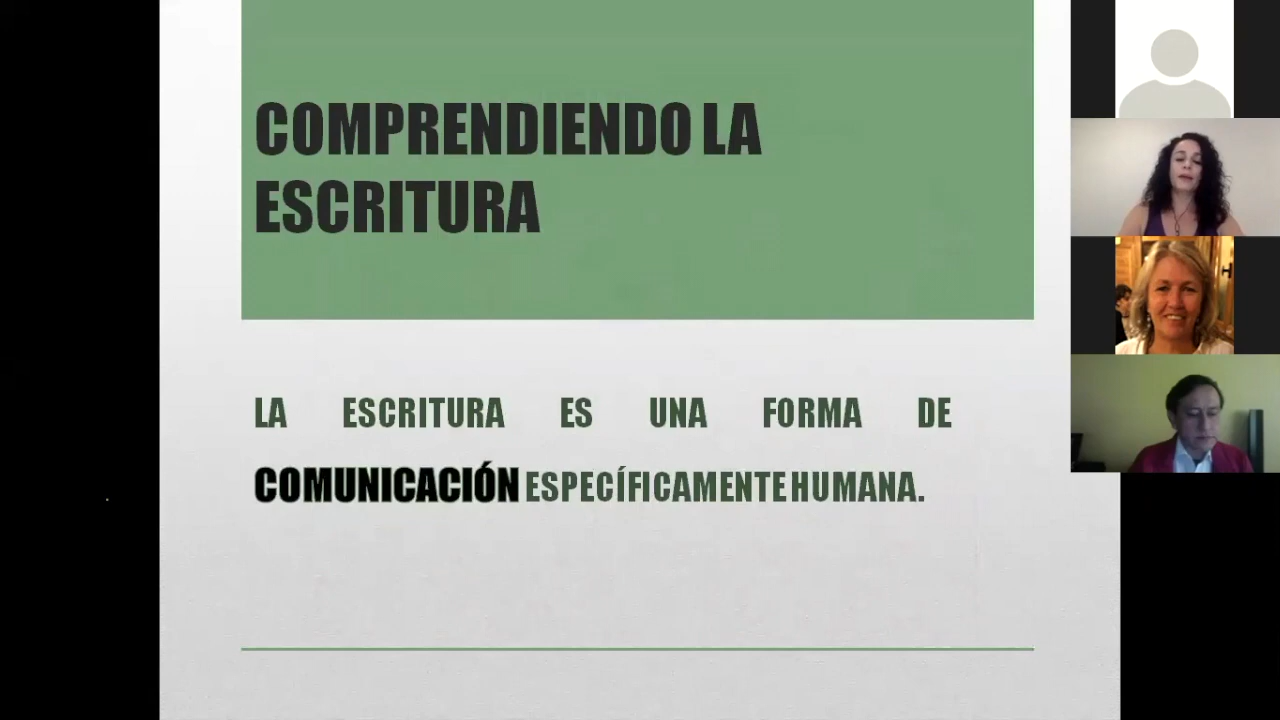 COMPRENDIENDO LA
ESCRITURA
LA ESCRITURA ES UNA FORMA DE
COMUNICACIÓN ESPECÍFICAMENTE HUMANA.